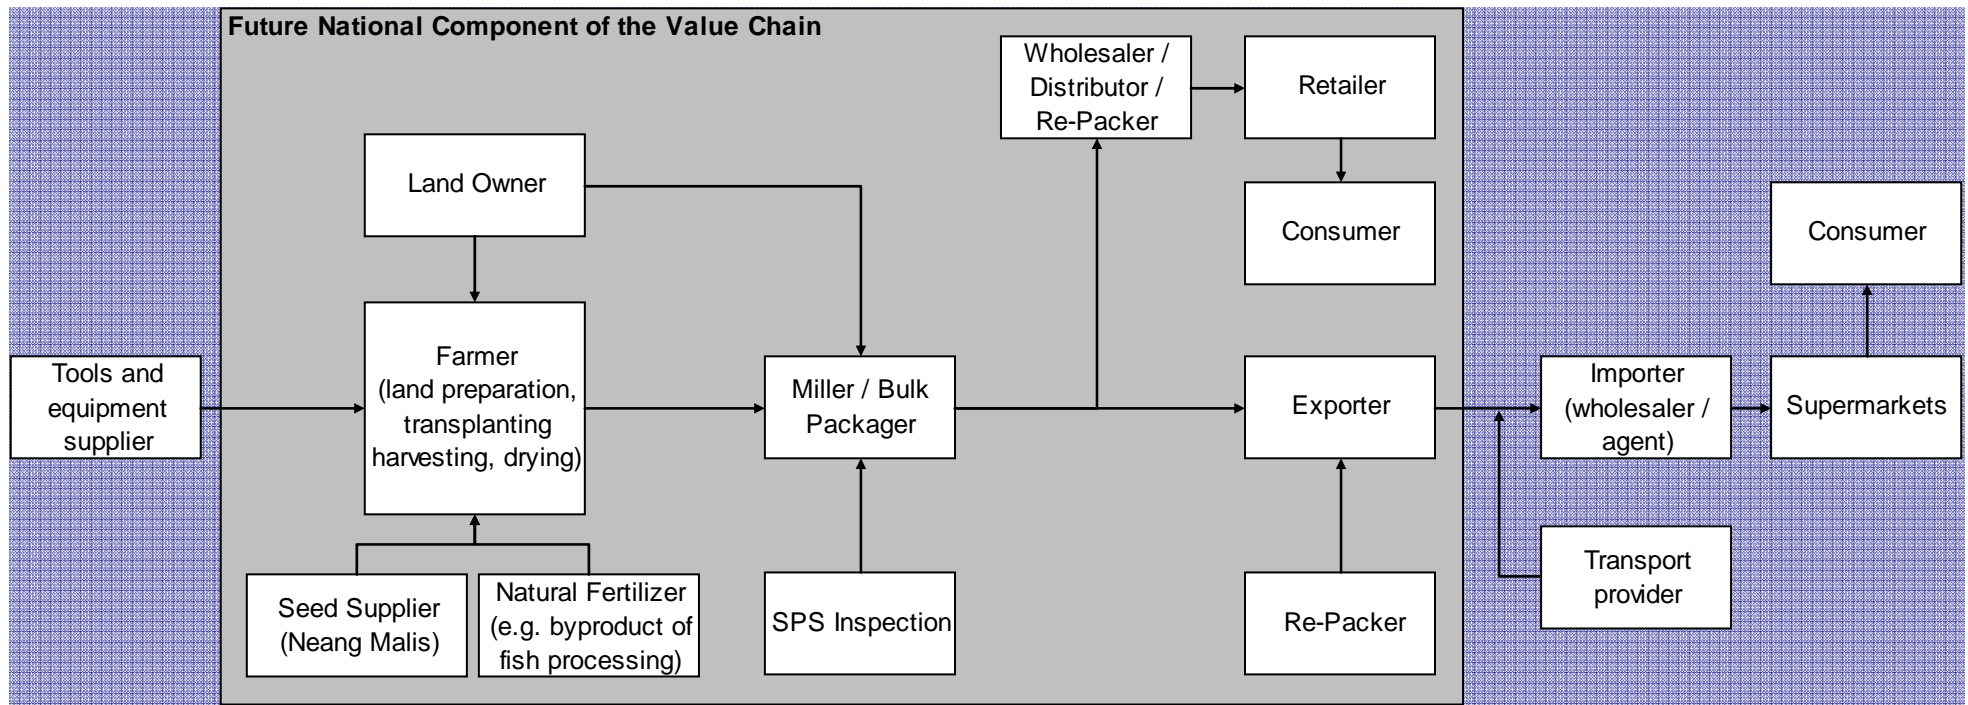 Future National Component of the Value Chain
Wholesaler /
Distributor /
Re-Packer
Retailer
Land Owner
Consumer
Consumer
Tools and
equipment
supplier
Farmer
(land preparation,
transplanting
harvesting, drying)
Miller / Bulk
Packager
Exporter
Importer
(wholesaler /
agent)
Supermarkets
Seed Supplier
(Neang Malis)
Natural Fertilizer
(e.g. byproduct of
fish processing)
SPS Inspection
Re-Packer
Transport
provider